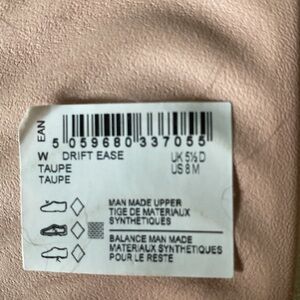 EAN
5 059680 337055
W DRIFT EASE UK 5½ D
TAUPE US 8 M
TAUPE
MAN MADE UPPER
TIGE DE MATERIAUX
SYNTHÉTIQUES
BALANCE MAN MADE
MATERIAUX SYNTHETIQUES
POUR LE RESTE